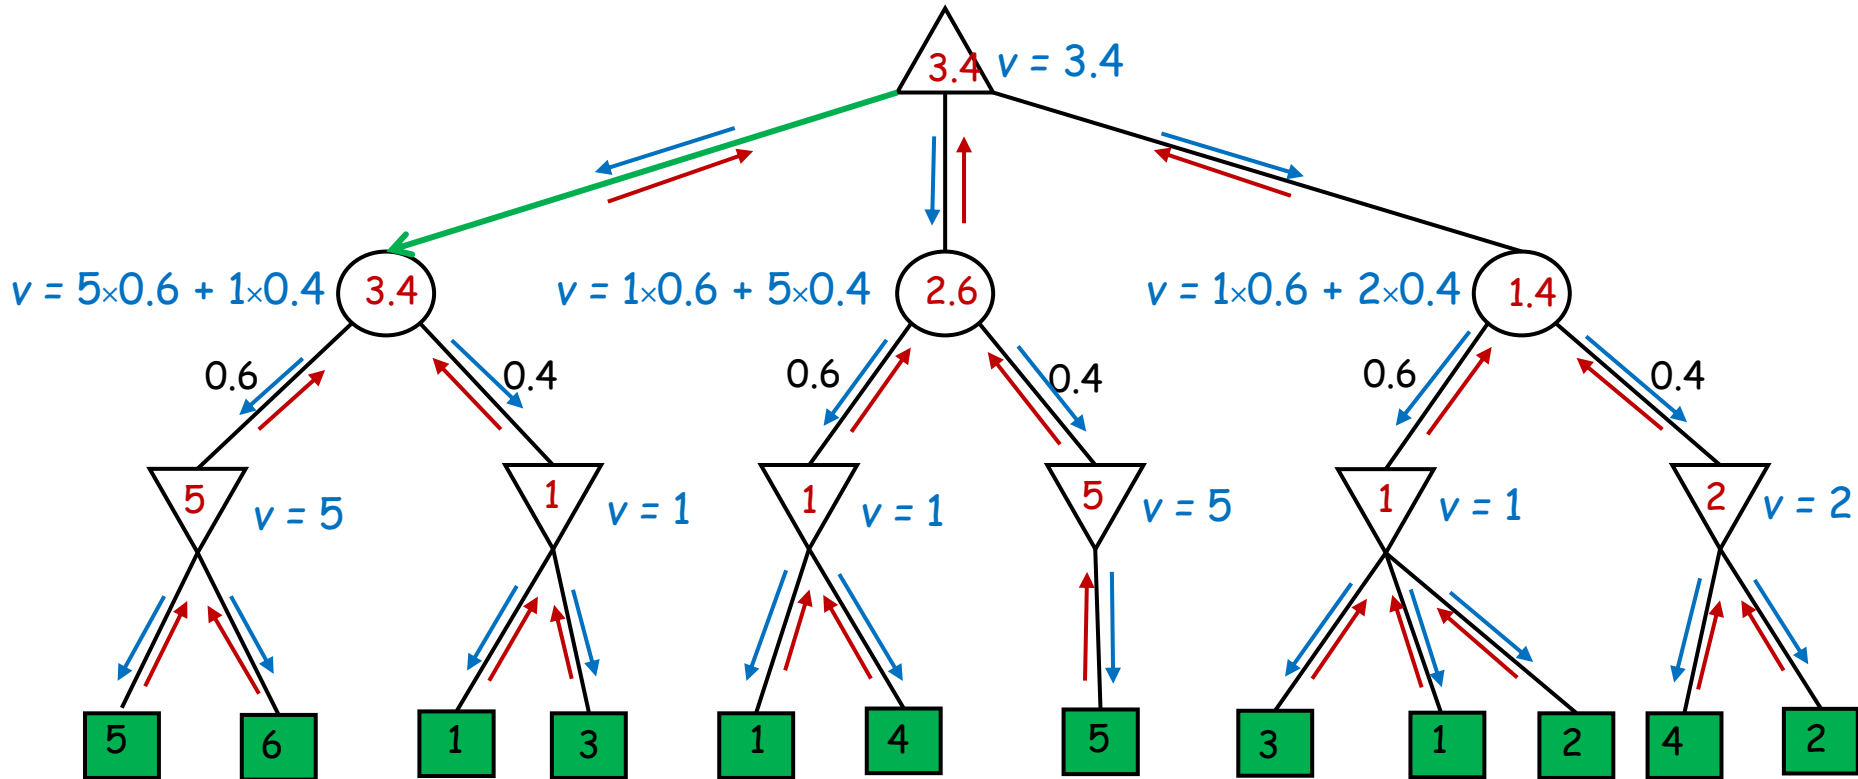 3.4 v = 3.4
v = 5×0.6 + 1×0.4 3.4 v = 1×0.6 + 5×0.4 2.6 v = 1×0.6 + 2×0.4 1.4
0.6 0.4 0.6 0.4 0.6 0.4
5 v = 5 1 v = 1 1 v = 1 5 v = 5 1 v = 1 2 v = 2
5 6 1 3 1 4 5 3 1 2 4 2